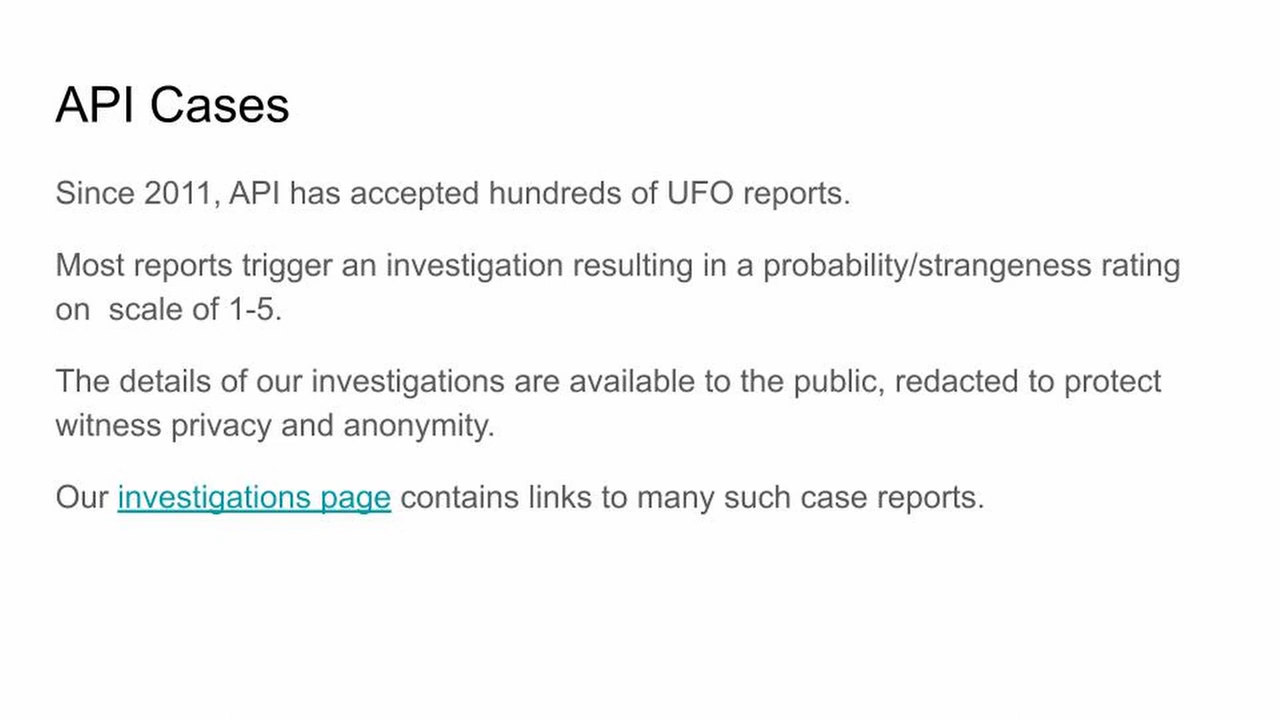 API Cases
Since 2011, API has accepted hundreds of UFO reports.
Most reports trigger an investigation resulting in a probability/strangeness rating
on  scale of 1-5.
The details of our investigations are available to the public, redacted to protect
witness privacy and anonymity.
Our investigations page contains links to many such case reports.